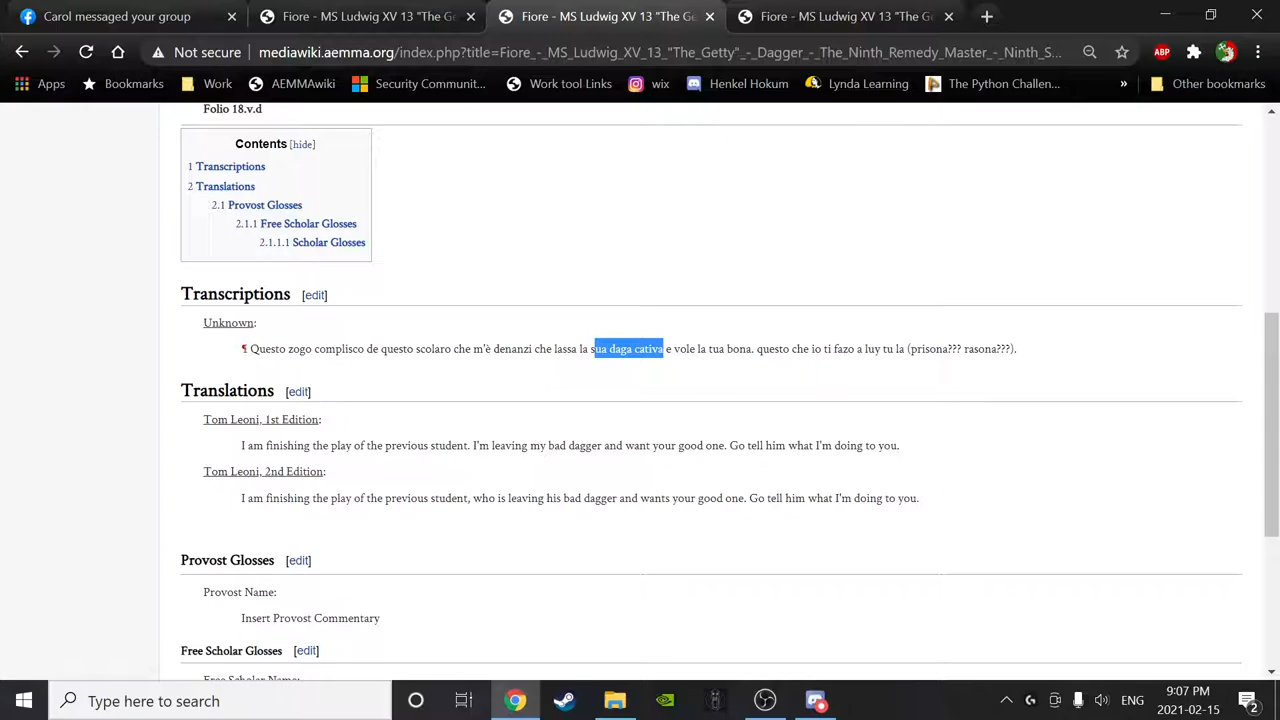 Carol messaged your group
Fiore - MS Ludwig XV 13 "The G
Fiore - MS Ludwig XV 13 "The Ge
Fiore - MS Ludwig XV 13 "The G
Not secure
mediawiki.aemma.org/index.php?title=Fiore_-_MS_Ludwig_XV_13_"The_Getty"_-_Dagger_-_The_Ninth_Remedy_Master_-_Ninth_S...
ABP
Apps
Bookmarks
Work
AEMMAwiki
Security Communit...
Work tool Links
wix
Henkel Hokum
Lynda Learning
The Python Challen...
»
Other bookmarks
Folio 18.v.d
Contents [hide]
1 Transcriptions
2 Translations
2.1 Provost Glosses
2.1.1 Free Scholar Glosses
2.1.1.1 Scholar Glosses
Transcriptions [edit]
Unknown:
¶ Questo zogo complisco de questo scolaro che m'è denanzi che lassa la sua daga cativa e vole la tua bona. questo che io ti fazo a luy tu la (prisona??? rasona???).
Translations [edit]
Tom Leoni, 1st Edition:
I am finishing the play of the previous student. I'm leaving my bad dagger and want your good one. Go tell him what I'm doing to you.
Tom Leoni, 2nd Edition:
I am finishing the play of the previous student, who is leaving his bad dagger and wants your good one. Go tell him what I'm doing to you.
Provost Glosses [edit]
Provost Name:
Insert Provost Commentary
Free Scholar Glosses [edit]
Free Scholar Name:
Type here to search
ENG
9:07 PM
2021-02-15
2